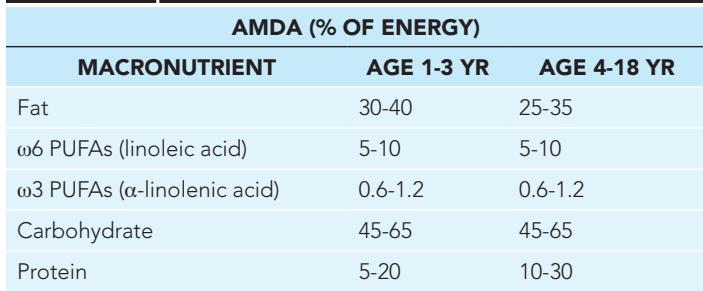 AMDA (% OF ENERGY)
MACRONUTRIENT AGE 1-3 YR AGE 4-18 YR
Fat 30-40 25-35
ω6 PUFAs (linoleic acid) 5-10 5-10
ω3 PUFAs (α-linolenic acid) 0.6-1.2 0.6-1.2
Carbohydrate 45-65 45-65
Protein 5-20 10-30